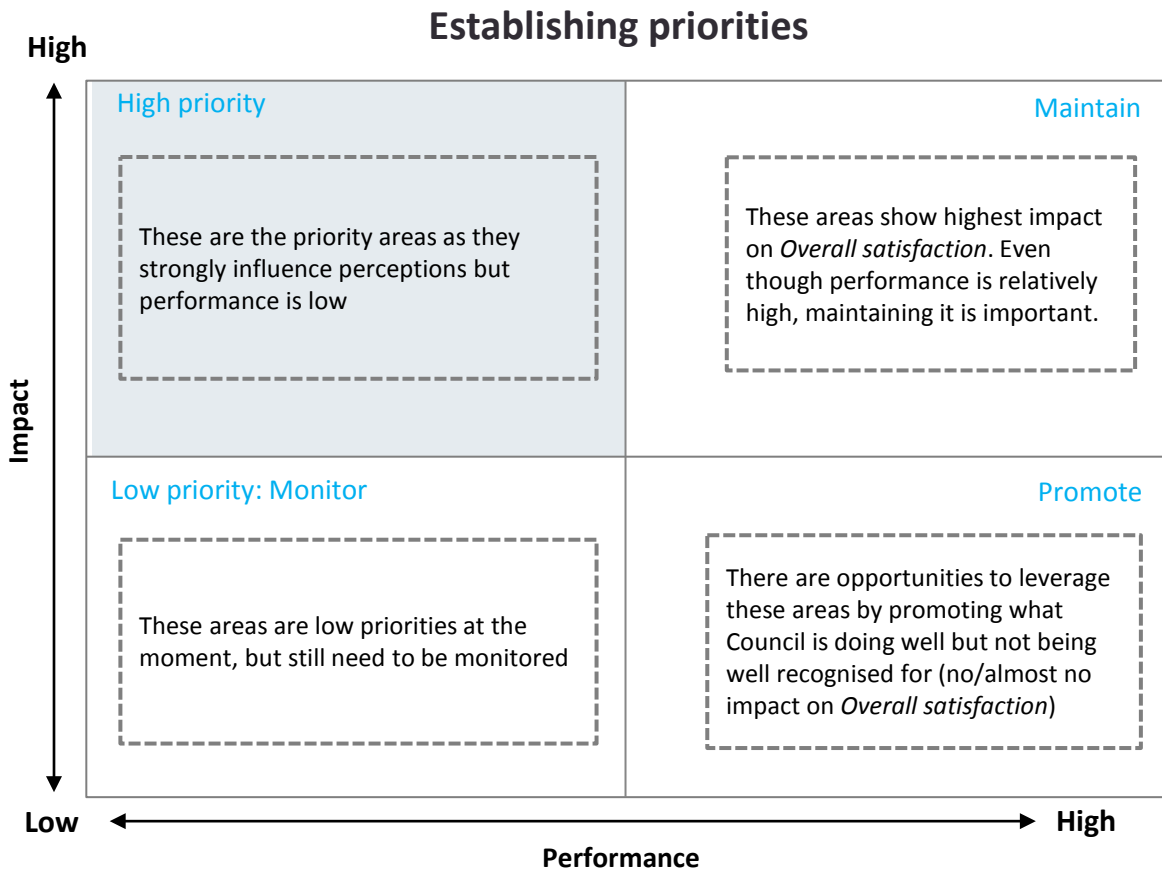 Establishing priorities
High
High priority
These are the priority areas as they
strongly influence perceptions but
performance is low
Maintain
These areas show highest impact
on Overall satisfaction. Even
though performance is relatively
high, maintaining it is important.
Impact
Low priority: Monitor
These areas are low priorities at the
moment, but still need to be monitored
Promote
There are opportunities to leverage
these areas by promoting what
Council is doing well but not being
well recognised for (no/almost no
impact on Overall satisfaction)
Low
High
Performance